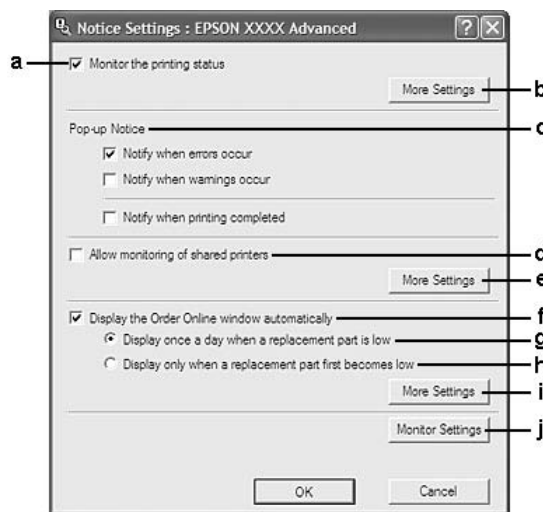 Notice Settings : EPSON XXXX Advanced
a
Monitor the printing status
More Settings
b
Pop-up Notice
c
Notify when errors occur
Notify when warnings occur
Notify when printing completed
Allow monitoring of shared printers
d
More Settings
e
Display the Order Online window automatically
f
Display once a day when a replacement part is low
g
Display only when a replacement part first becomes low
h
More Settings
i
Monitor Settings
j
OK
Cancel